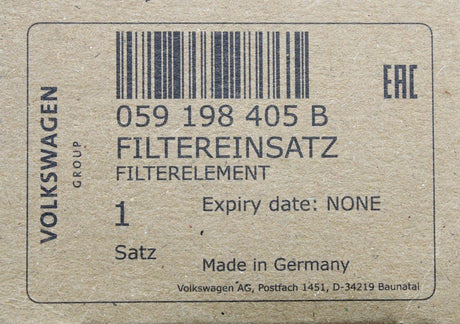 VOLKSWAGEN
GROUP
EAC
059 198 405 B
FILTEREINSATZ
FILTERELEMENT
1
Expiry date: NONE
Satz
Made in Germany
Volkswagen AG, Postfach 1451, D-34219 Baunatal